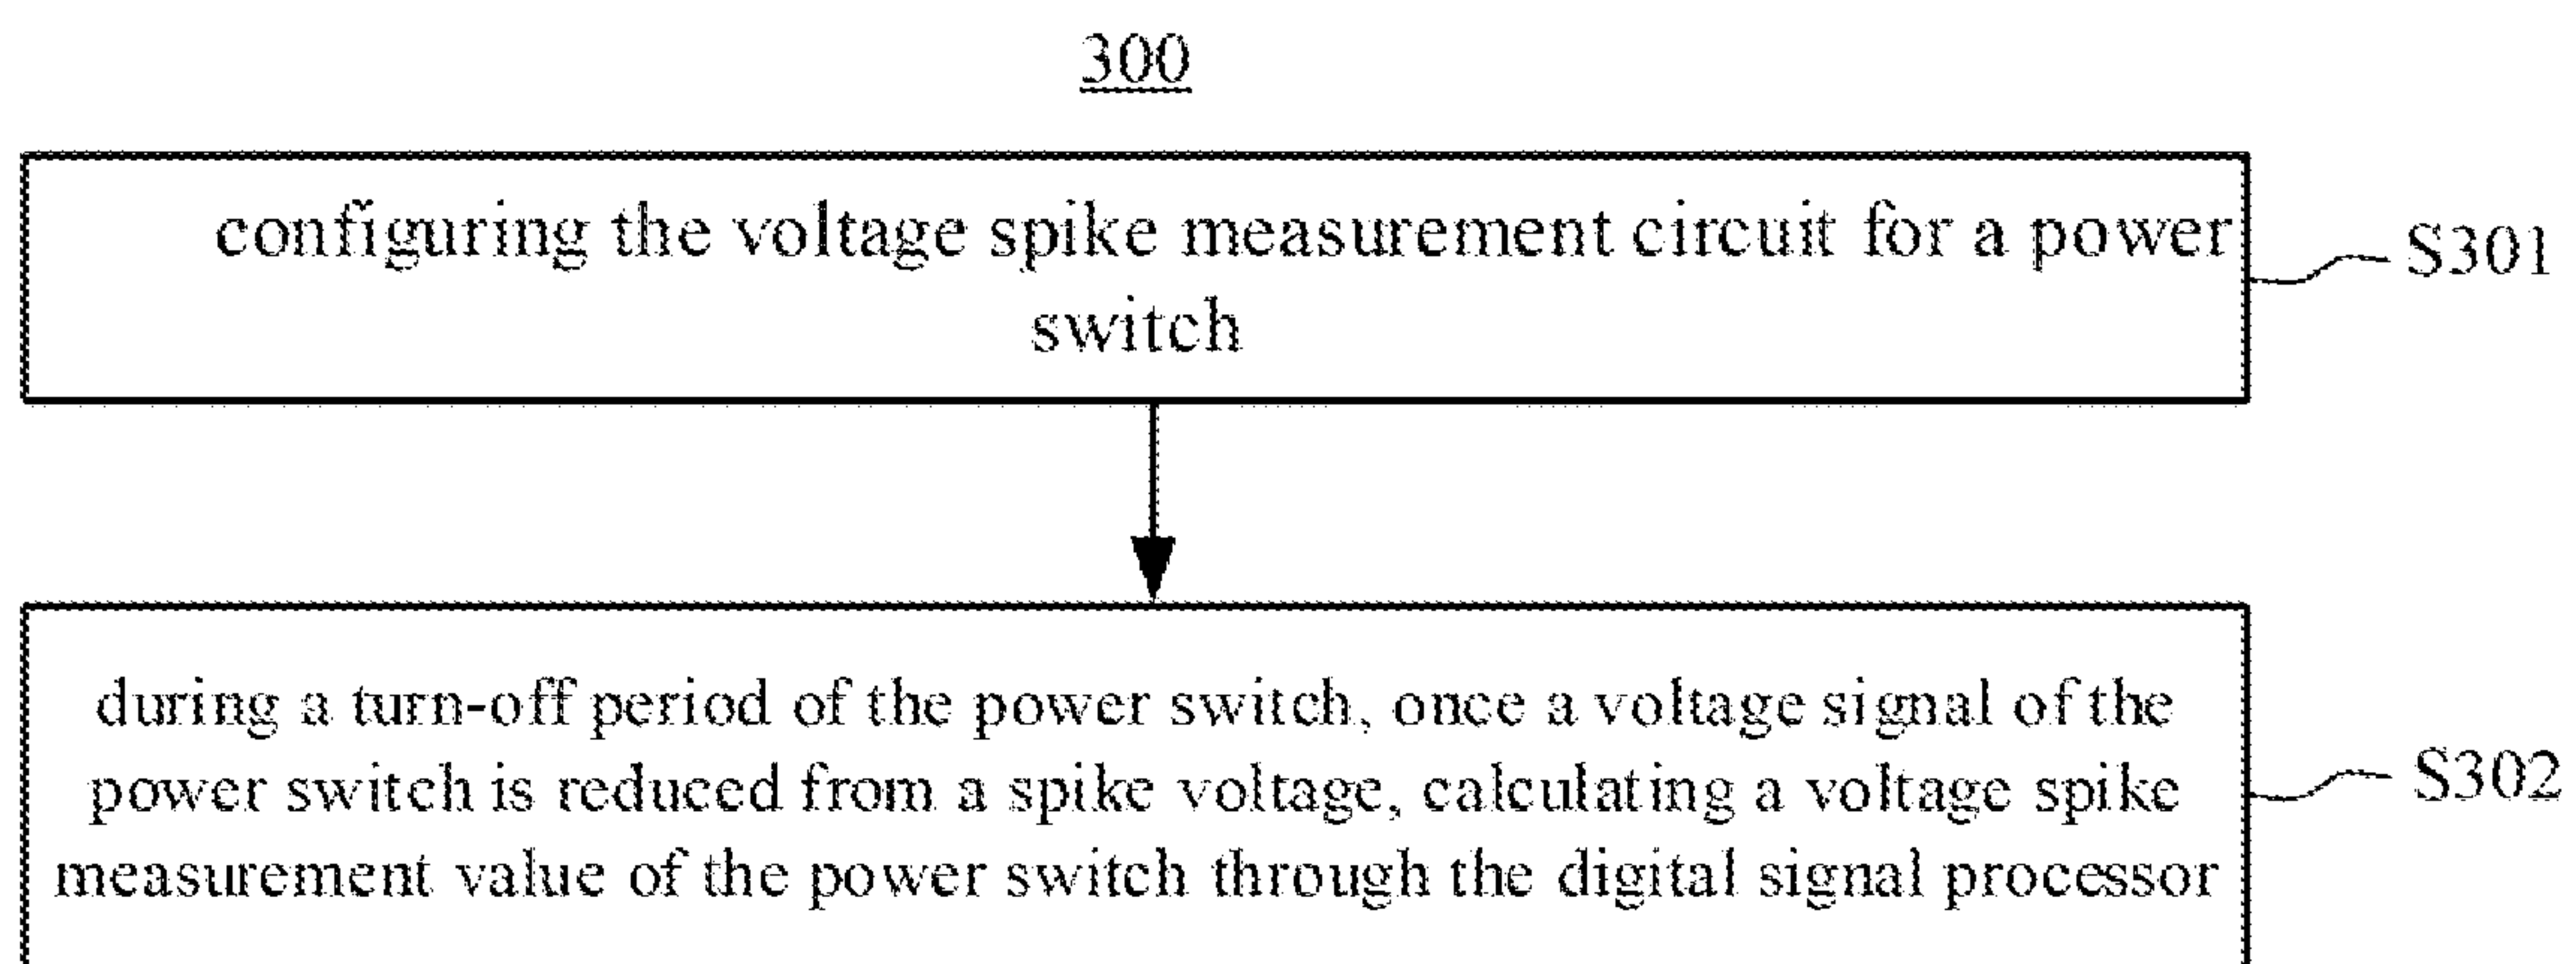 300
configuring the voltage spike measurement circuit for a power
switch
S301
during a turn-off period of the power switch, once a voltage signal of the
power switch is reduced from a spike voltage, calculating a voltage spike
measurement value of the power switch through the digital signal processor
S302